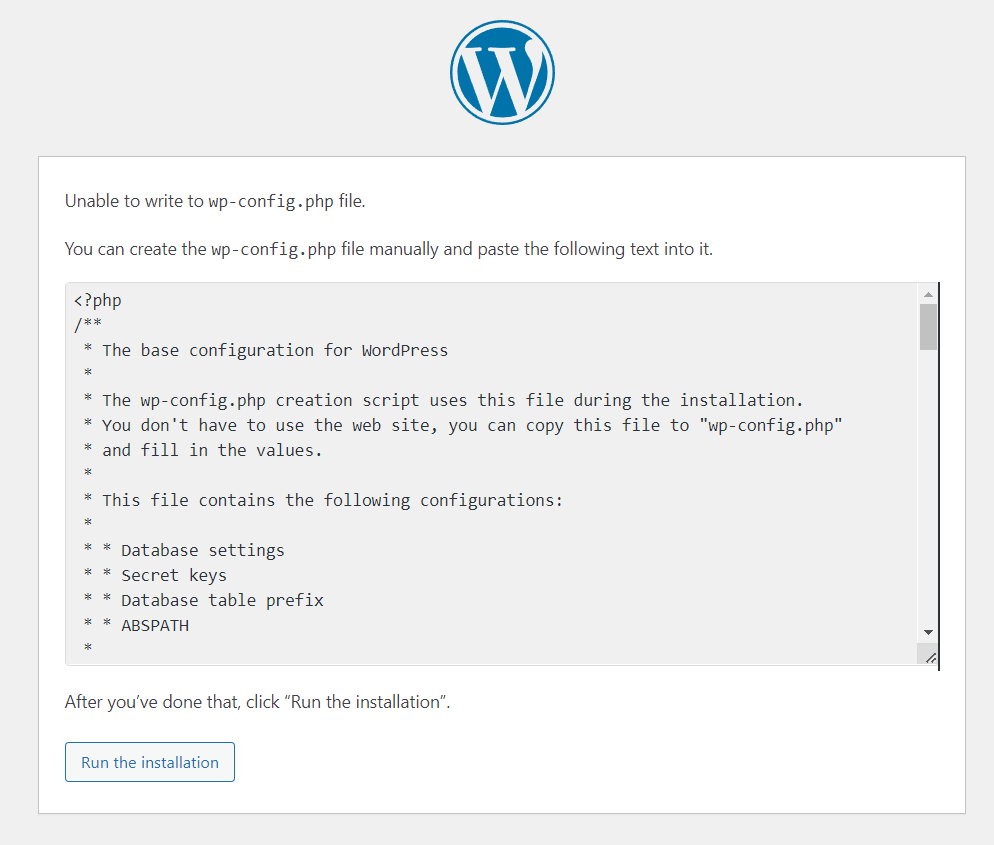 Unable to write to wp-config.php file.
You can create the wp-config.php file manually and paste the following text into it.
<?php
/**
 * The base configuration for WordPress
 *
 * The wp-config.php creation script uses this file during the installation.
 * You don't have to use the web site, you can copy this file to "wp-config.php"
 * and fill in the values.
 *
 * This file contains the following configurations:
 *
 * * Database settings
 * * Secret keys
 * * Database table prefix
 * * ABSPATH
 *
After you’ve done that, click “Run the installation”.
Run the installation